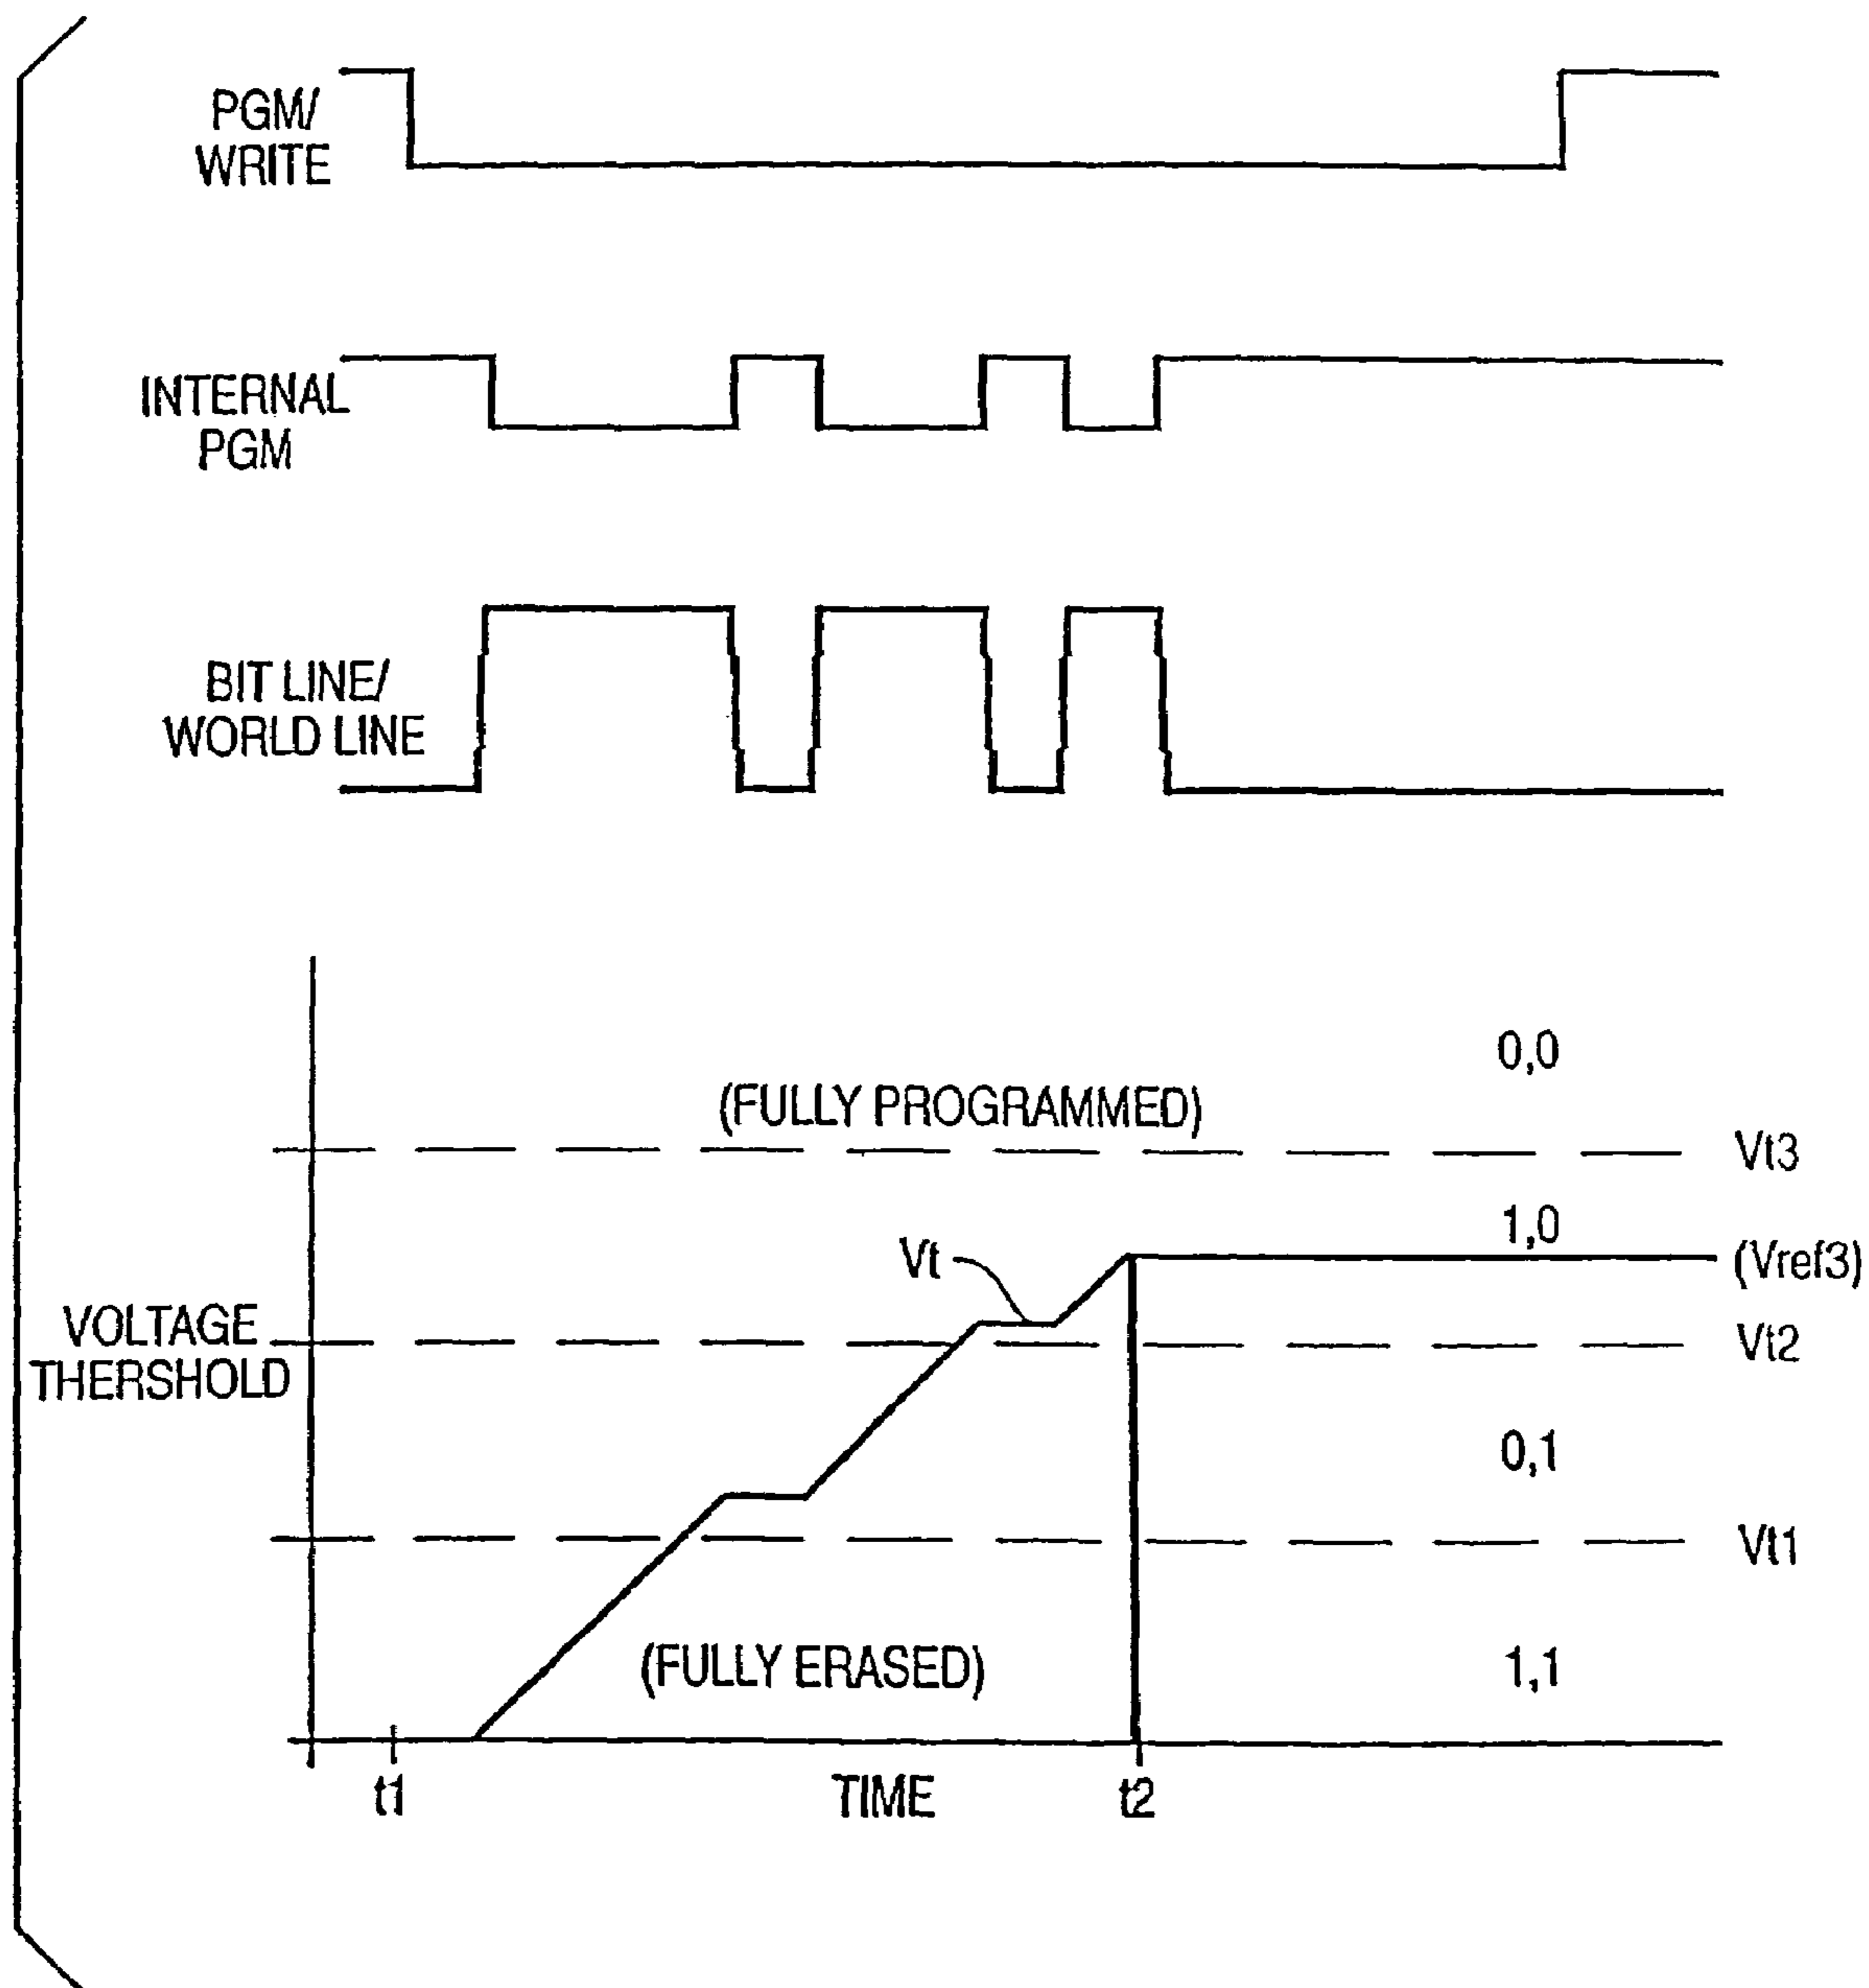 PGM/
WRITE
INTERNAL
PGM
BIT LINE/
WORLD LINE
0,0
(FULLY PROGRAMMED)
Vt3
1,0
Vt
(Vref3)
VOLTAGE
THERSHOLD
Vt2
0,1
Vt1
(FULLY ERASED)
1,1
t1
TIME
t2